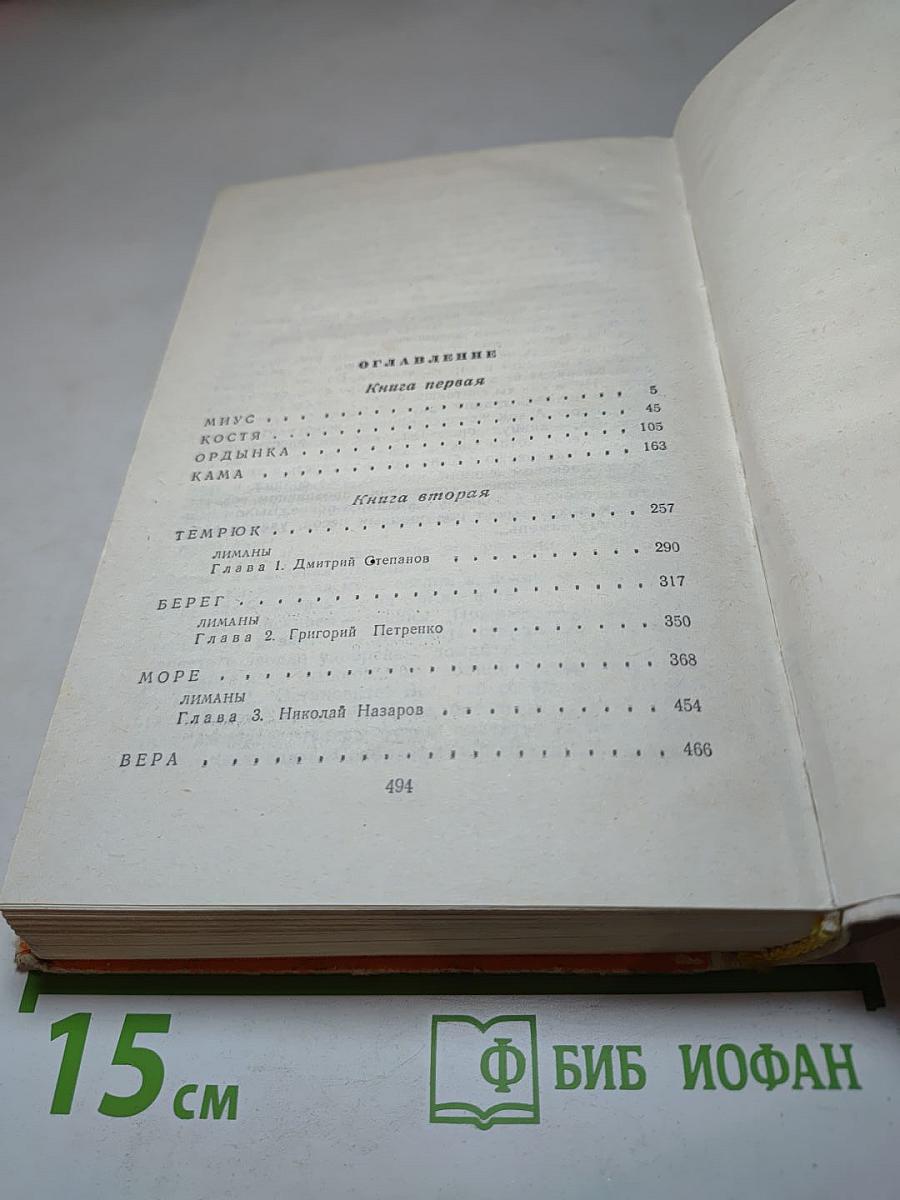 ОГЛАВЛЕНИЕ
Книга первая
МИУС . . . . . . . . . . . . . . . . . . . . 5
КОСТЯ . . . . . . . . . . . . . . . . . . . . 45
ОРДЫНКА . . . . . . . . . . . . . . . . . . 105
КАМА . . . . . . . . . . . . . . . . . . . . 163
Книга вторая
ТЕМРЮК . . . . . . . . . . . . . . . . . . 257
ЛИМАНЫ
Глава 1. Дмитрий Степанов . . . . . . . . . . 290
БЕРЕГ . . . . . . . . . . . . . . . . . . . . 317
ЛИМАНЫ
Глава 2. Григорий Петренко . . . . . . . . . 350
МОРЕ . . . . . . . . . . . . . . . . . . . . 368
ЛИМАНЫ
Глава 3. Николай Назаров . . . . . . . . . . 454
ВЕРА . . . . . . . . . . . . . . . . . . . . 466
494
15 см
Ф БИБ ИОФАН